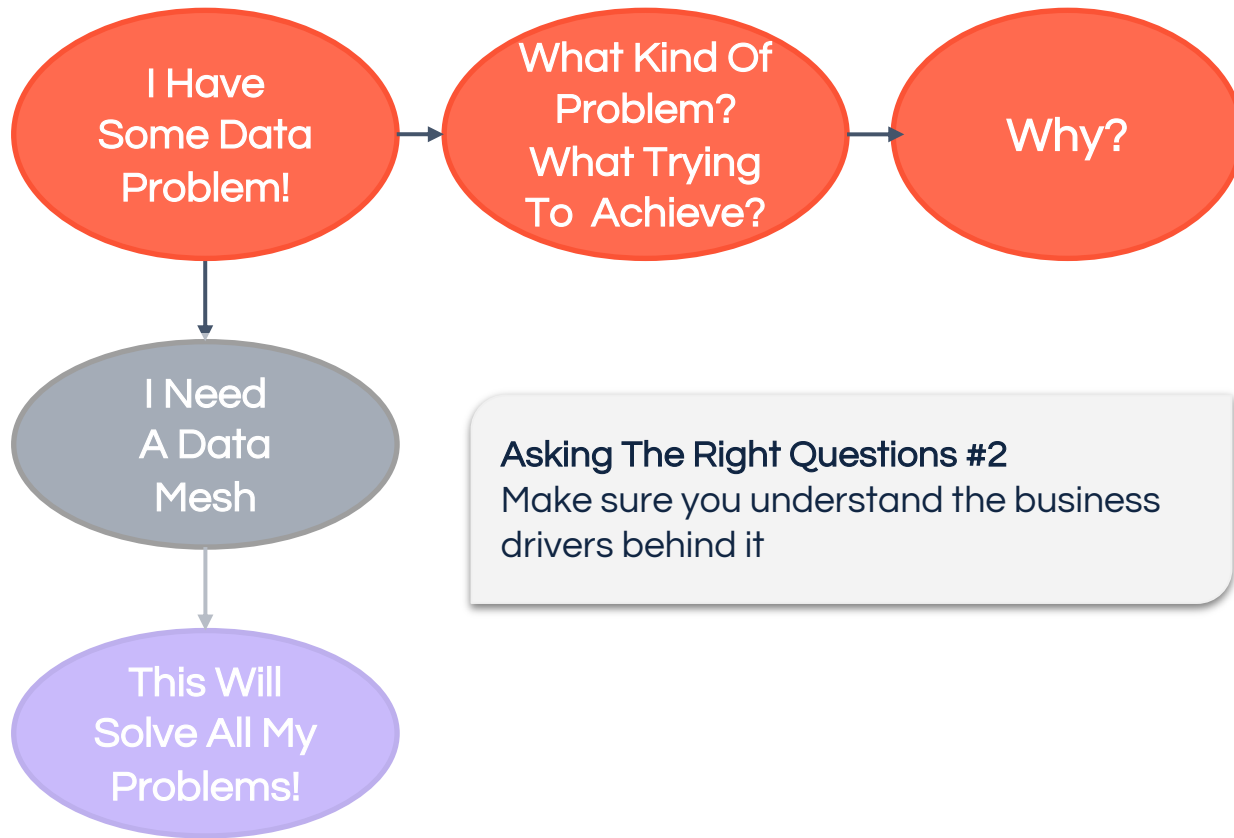 I Have
Some Data
Problem!
What Kind Of
Problem?
What Trying
To Achieve?
Why?
I Need
A Data
Mesh
Asking The Right Questions #2
Make sure you understand the business
drivers behind it
This Will
Solve All My
Problems!